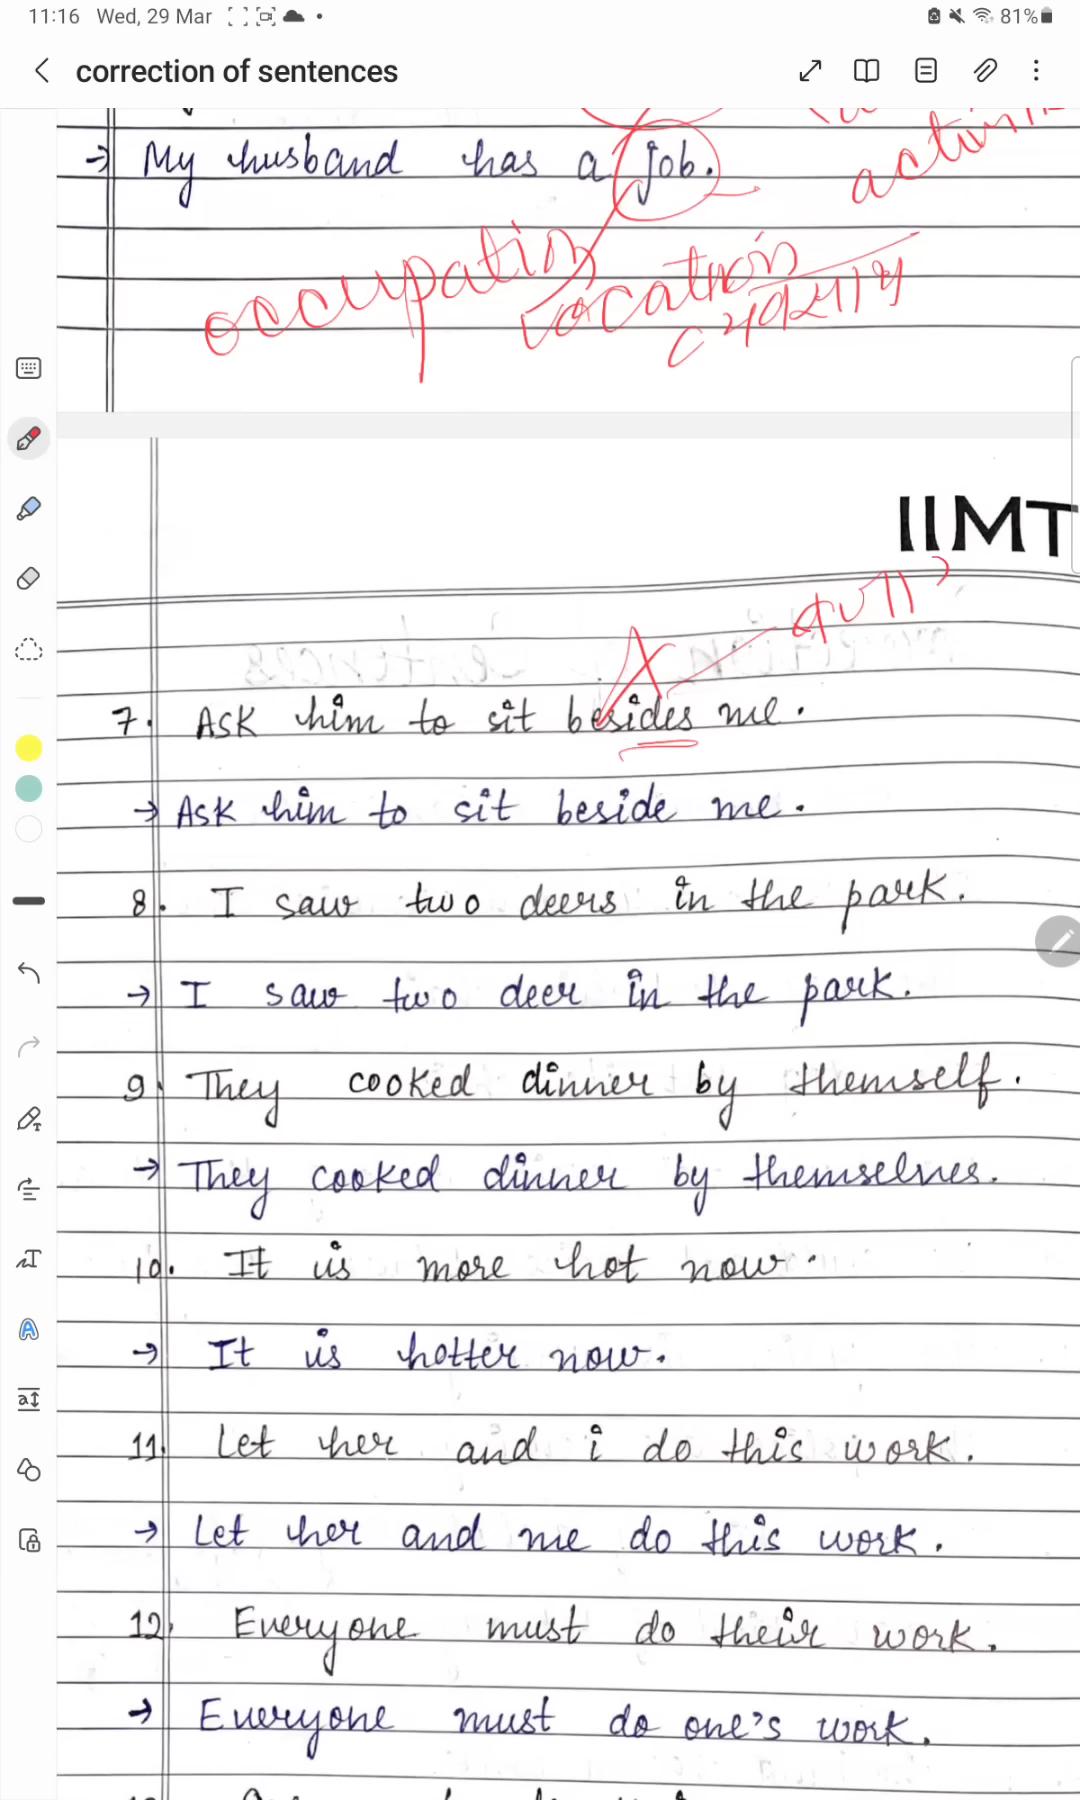 11:16 Wed, 29 Mar
81%
correction of sentences
→ My husband has a job.
occupation
vocation
IIMT
7. Ask him to sit besides me.
→ Ask him to sit beside me.
8. I saw two deers in the park.
→ I saw two deer in the park.
9. They cooked dinner by themself.
→ They cooked dinner by themselves.
10. It is more hot now.
→ It is hotter now.
11. Let her and i do this work.
→ Let her and me do this work.
12. Everyone must do their work.
→ Everyone must do one's work.